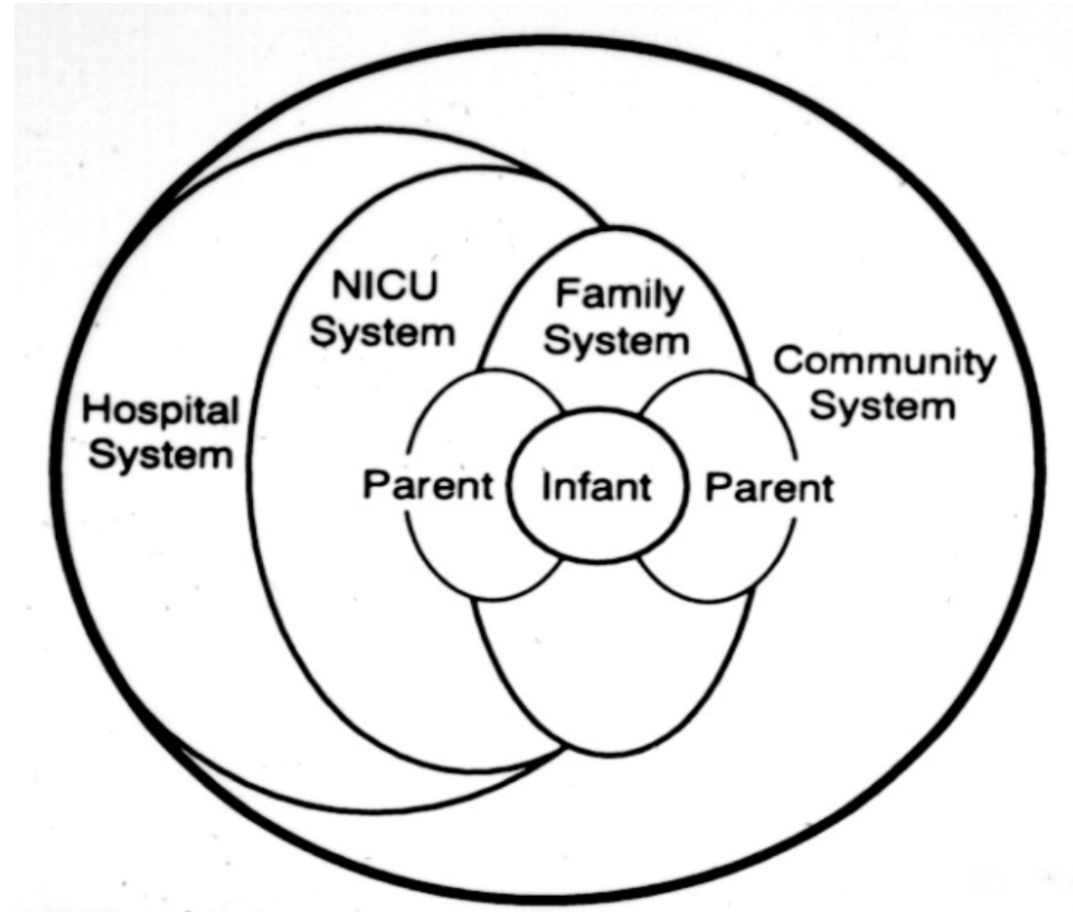 NICU
System
Family
System
Community
System
Hospital
System
Parent
Infant
Parent